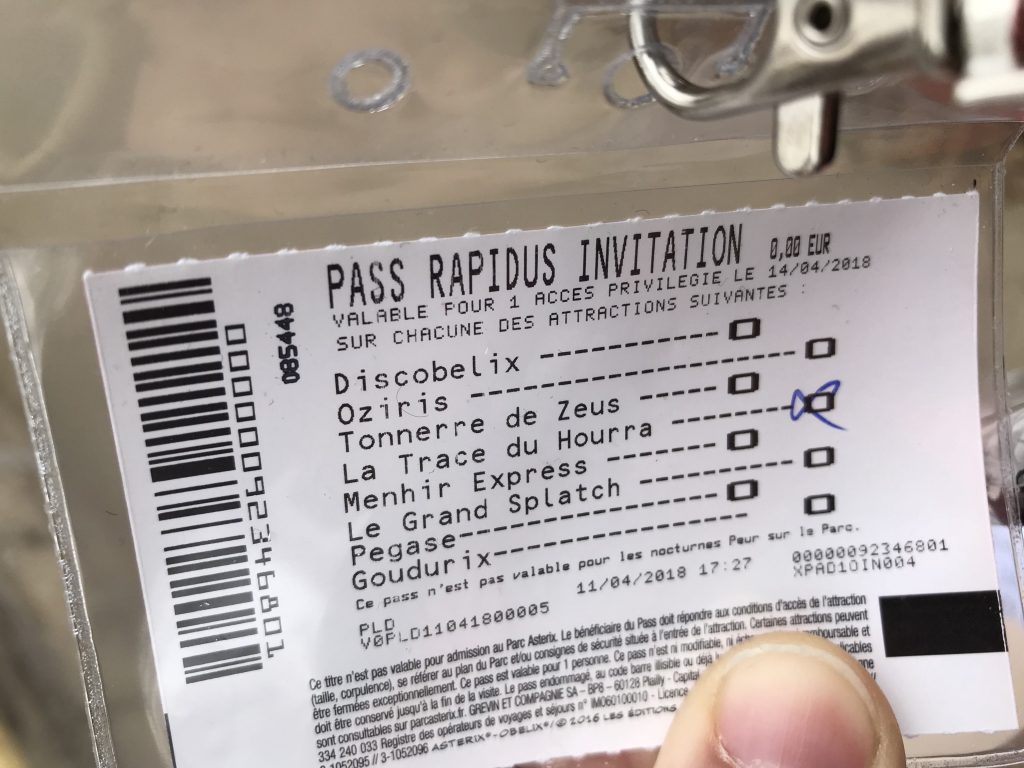 PASS RAPIDUS INVITATION 0,00 EUR
VALABLE POUR 1 ACCES PRIVILEGIE LE 14/04/2018
SUR CHACUNE DES ATTRACTIONS SUIVANTES :
Discobelix
Oziris
Tonnerre de Zeus
La Trace du Hourra
Menhir Express
Le Grand Splatch
Pegase
Goudurix
Ce pass n'est pas valable pour les nocturnes Peur sur le Parc.
PLD 11/04/2018 17:27 00000092346801
V0PLD11041800005 XPAD10IN004
Ce titre n'est pas valable pour admission au Parc Asterix. Le bénéficiaire du Pass doit répondre aux conditions d'accès de l'attraction
(taille, corpulence), se référer au plan du Parc et/ou consignes de sécurité située à l'entrée de l'attraction. Certaines attractions peuvent
être fermées exceptionnellement. Ce pass est valable pour 1 personne. Ce pass n'est ni modifiable, ni
doit être conservé jusqu'à la fin de la visite. Le pass endommagé, au code barre illisible ou déjà
sont consultables sur parcasterix.fr. GREVIN ET COMPAGNIE SA – BP8 – 60128 Plailly -
334 240 033 Registre des opérateurs de voyages et séjours n° IM060100010 - Licence
3-1052095 // 3-1052096 ASTERIX®-OBELIX®/© 2016 LES ÉDITIONS
085448
00000092346801